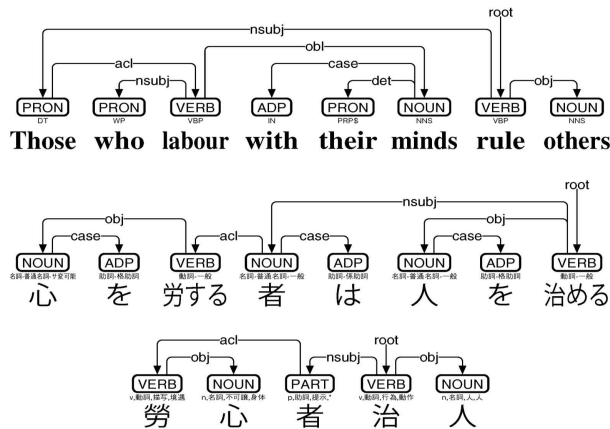 root
nsubj
acl obl
nsubj case det obj
PRON PRON VERB ADP PRON NOUN VERB NOUN
DT WP VBP IN PRP$ NNS VBP NNS
Those who labour with their minds rule others
root
nsubj
obj acl obj
case case case
NOUN ADP VERB NOUN ADP NOUN ADP VERB
名詞-普通名詞-サ変可能 助詞-格助詞 動詞-一般 名詞-普通名詞-一般 助詞-係助詞 名詞-普通名詞-一般 助詞-格助詞 動詞-一般
心 を 労する 者 は 人 を 治める
acl root
obj nsubj obj
VERB NOUN PART VERB NOUN
v,動詞,描写,境遇 n,名詞,不可譲,身体 p,助詞,提示,* v,動詞,行為,動作 n,名詞,人,人
勞 心 者 治 人